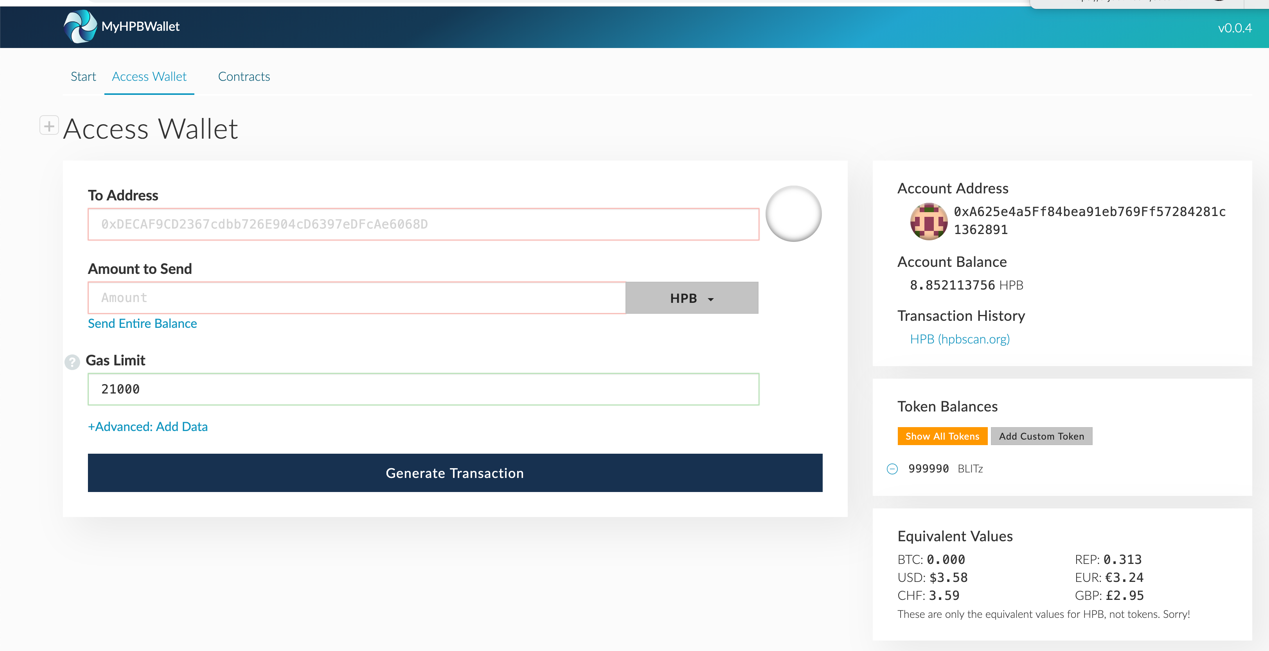 MyHPBWallet
v0.0.4
Start Access Wallet Contracts
+ Access Wallet
To Address
0xDECAF9CD2367cdbb726E904cD6397eDFcAe6068D
Amount to Send
Amount
HPB
Send Entire Balance
? Gas Limit
21000
+Advanced: Add Data
Generate Transaction
Account Address
0xA625e4a5Ff84bea91eb769Ff57284281c
1362891
Account Balance
8.852113756 HPB
Transaction History
HPB (hpbscan.org)
Token Balances
Show All Tokens Add Custom Token
999990 BLITz
Equivalent Values
BTC: 0.000 REP: 0.313
USD: $3.58 EUR: €3.24
CHF: 3.59 GBP: £2.95
These are only the equivalent values for HPB, not tokens. Sorry!